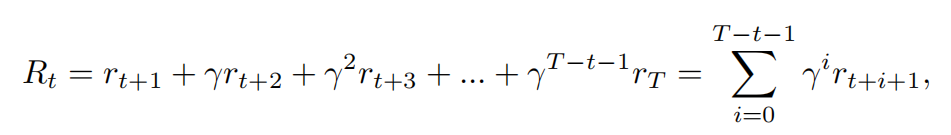 $R_t = r_{t+1} + \gamma r_{t+2} + \gamma^2 r_{t+3} + ... + \gamma^{T-t-1} r_T = \sum_{i=0}^{T-t-1} \gamma^i r_{t+i+1},$